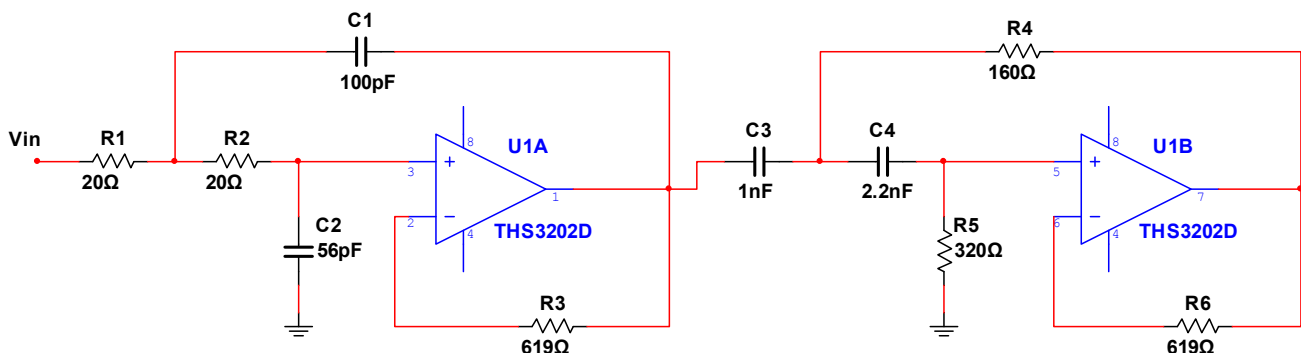 C1
100pF
R4
160Ω
Vin
R1
20Ω
R2
20Ω
8
U1A
3
+
1
2
−
4
THS3202D
C2
56pF
R3
619Ω
C3
1nF
C4
2.2nF
8
U1B
5
+
7
6
−
4
THS3202D
R5
320Ω
R6
619Ω